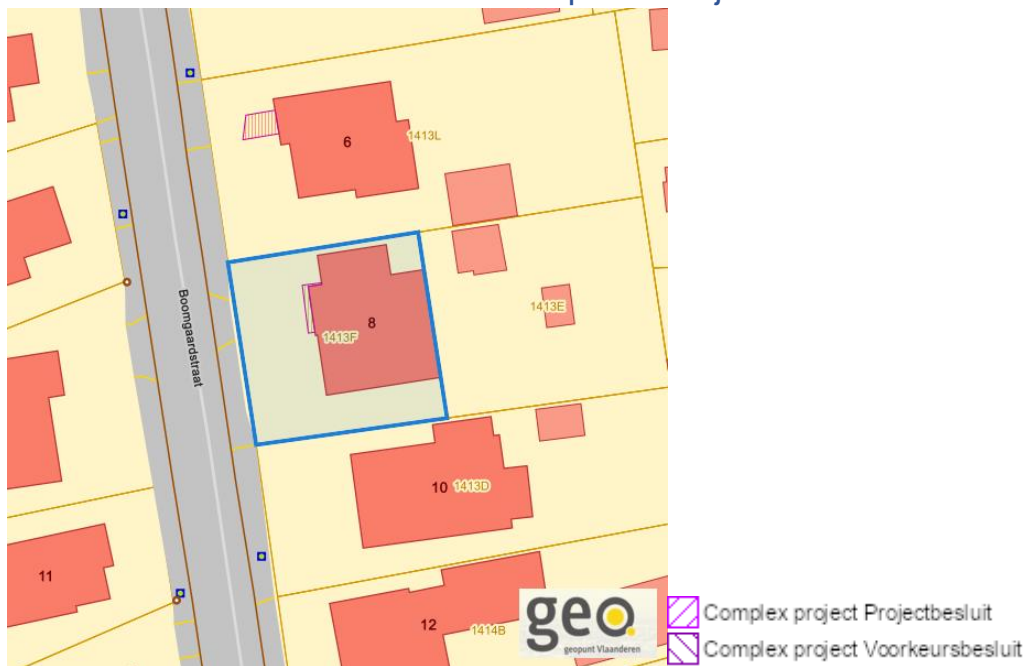 6
1413L
Boomgaardstraat
8
1413F
1413E
10 1413D
11
12 1414B
geo.
geopunt Vlaanderen
Complex project Projectbesluit
Complex project Voorkeursbesluit